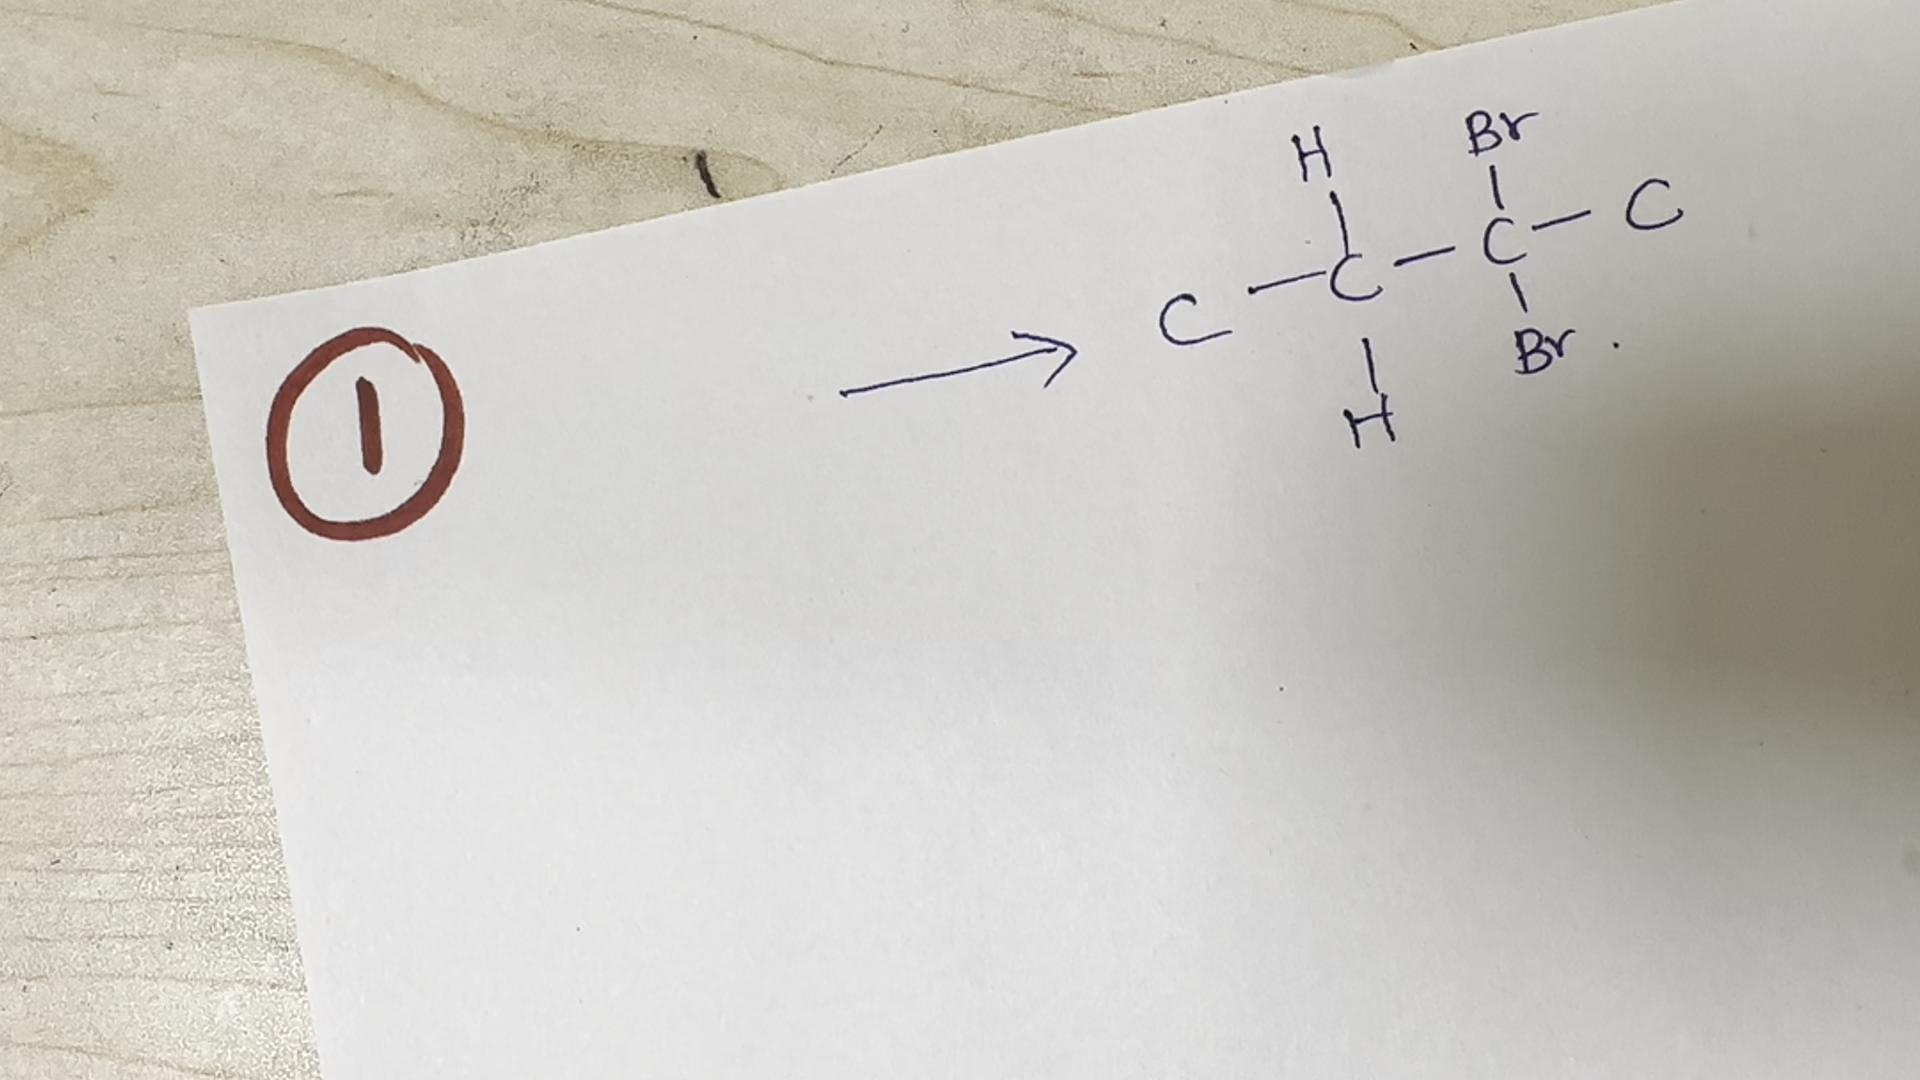 1
H Br
C — C — C — C
H Br.